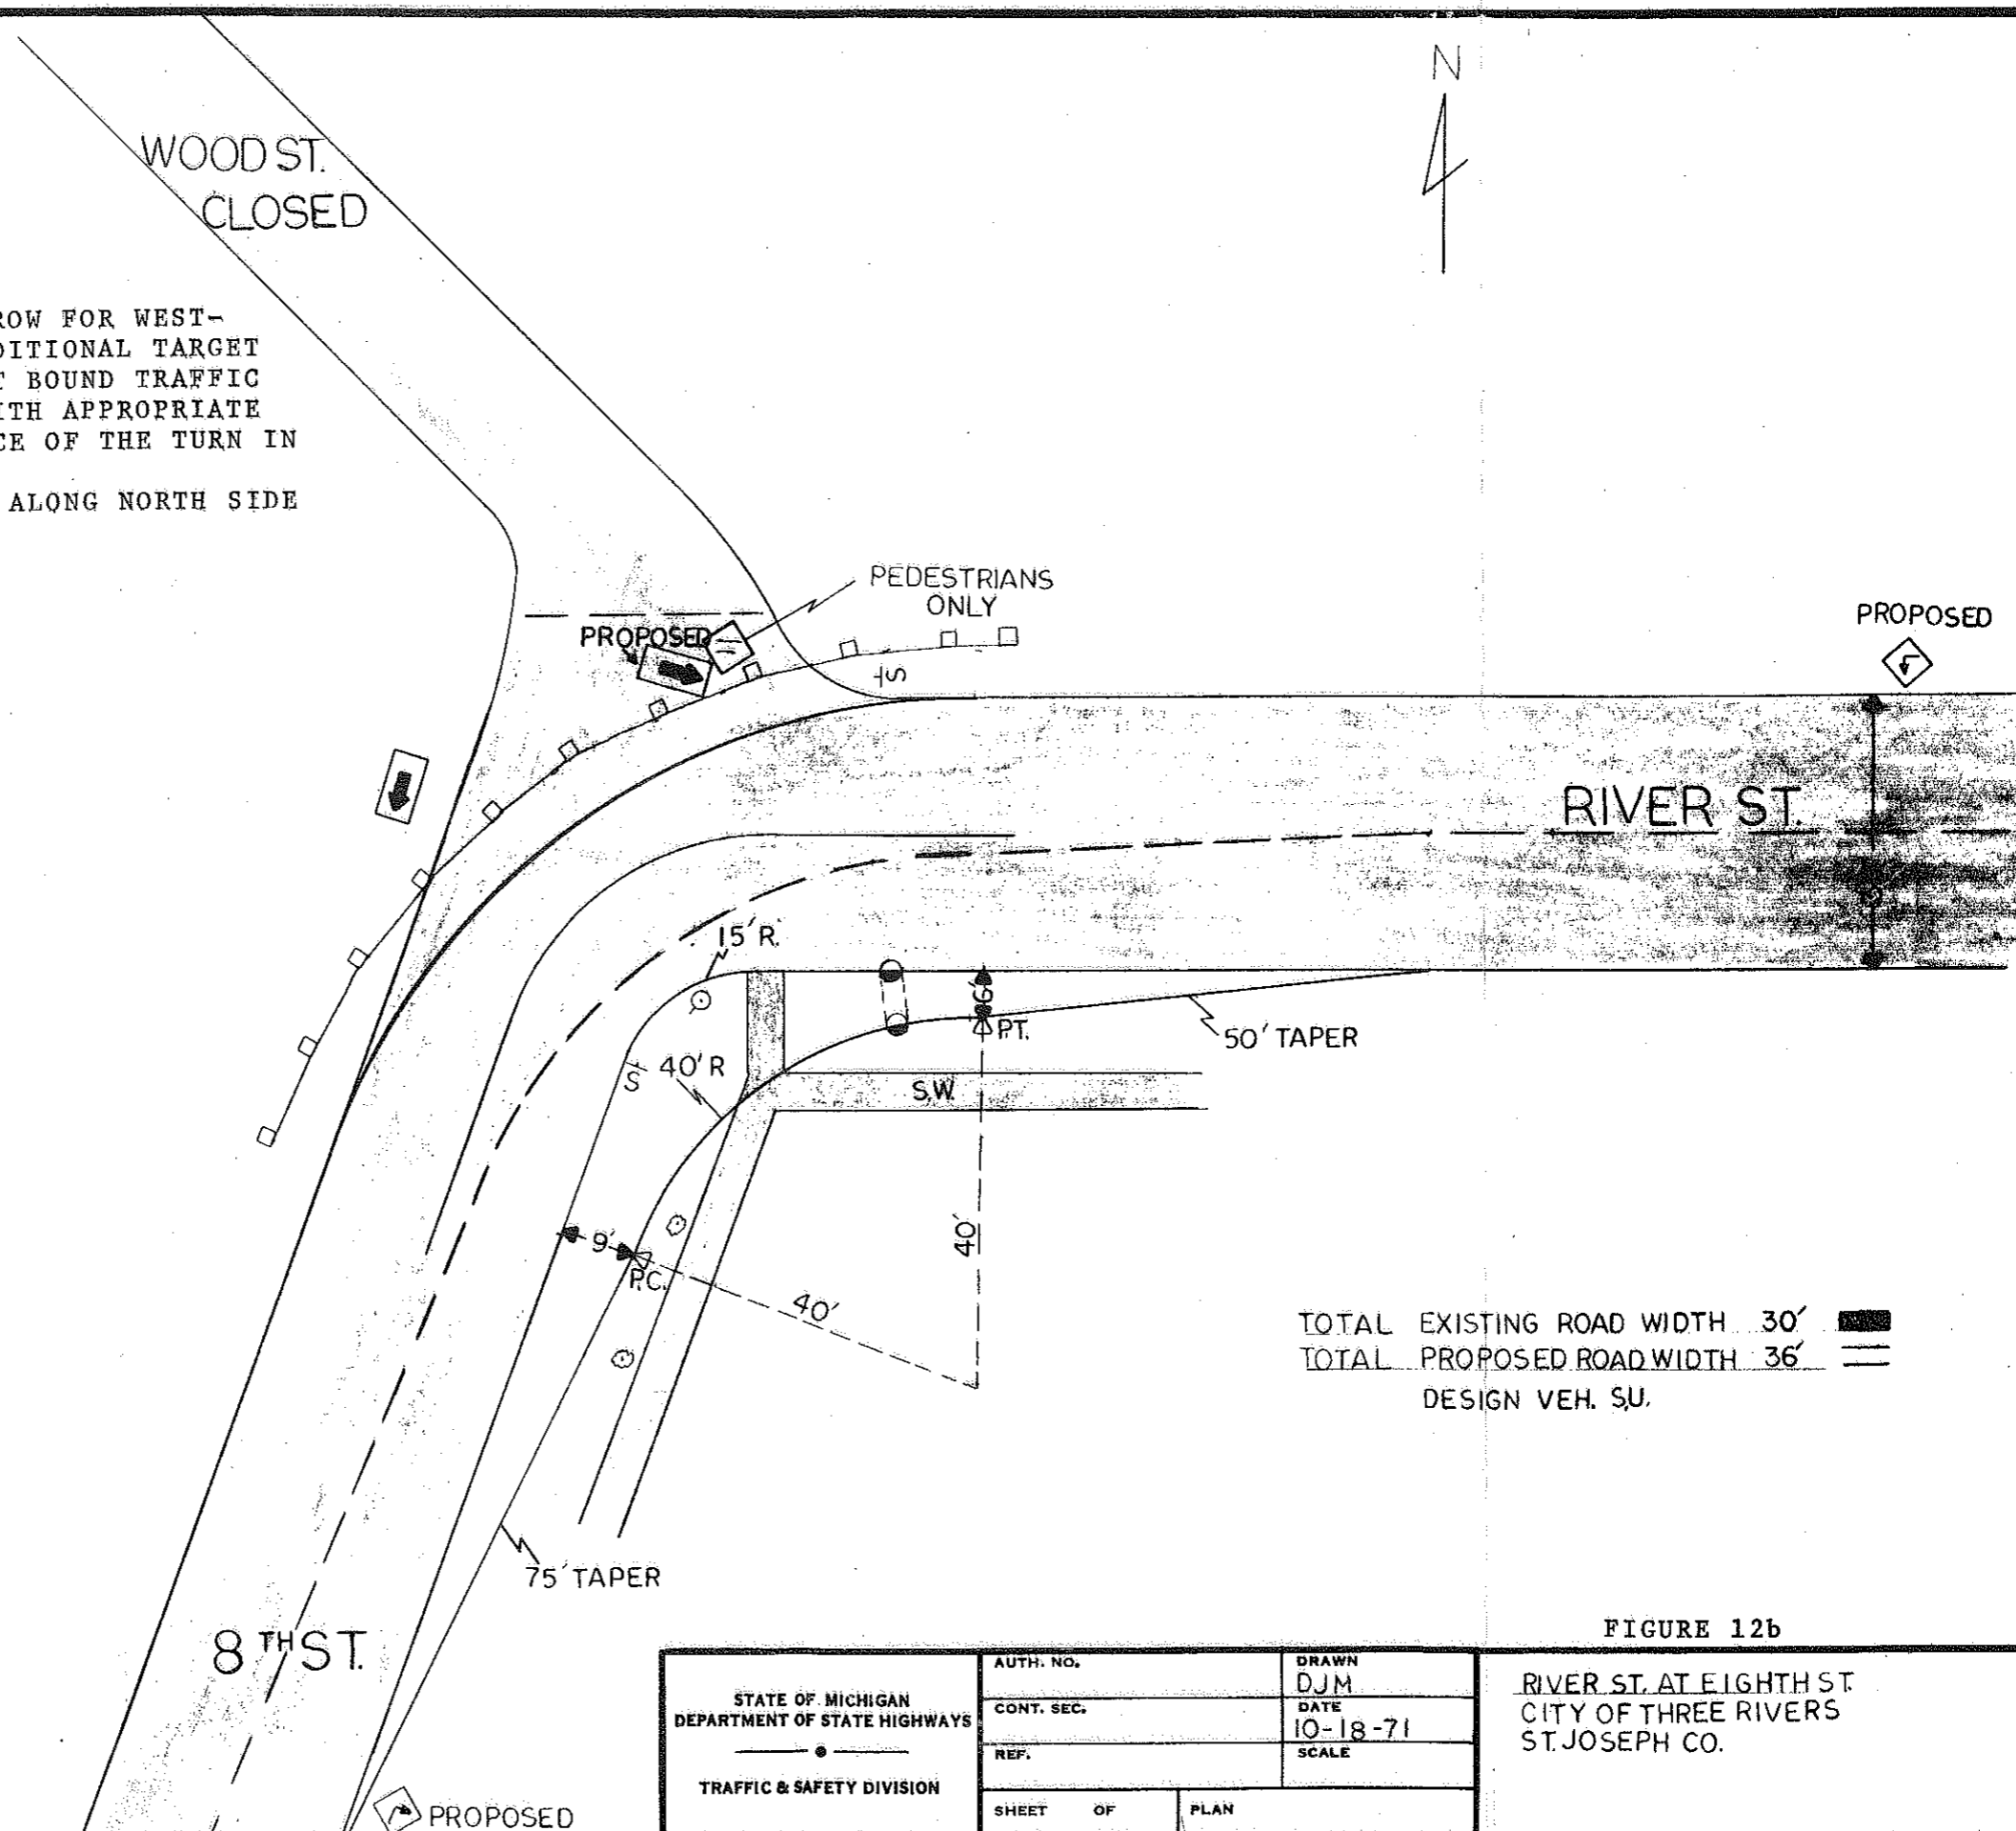 N
WOOD ST.
CLOSED
ROW FOR WEST-
DITIONAL TARGET
T BOUND TRAFFIC
ITH APPROPRIATE
CE OF THE TURN IN
ALONG NORTH SIDE
PEDESTRIANS
ONLY
PROPOSED
PROPOSED
S
RIVER ST.
15' R.
6'
P.T.
50' TAPER
S
40' R
S.W.
9'
P.C.
40'
40'
TOTAL EXISTING ROAD WIDTH 30'
TOTAL PROPOSED ROAD WIDTH 36'
DESIGN VEH. S.U.
75' TAPER
8TH ST.
PROPOSED
FIGURE 12b
STATE OF MICHIGAN
DEPARTMENT OF STATE HIGHWAYS
TRAFFIC & SAFETY DIVISION
AUTH. NO.
DRAWN
DJM
CONT. SEC.
DATE
10-18-71
REF.
SCALE
SHEET OF
PLAN
RIVER ST. AT EIGHTH ST.
CITY OF THREE RIVERS
ST. JOSEPH CO.